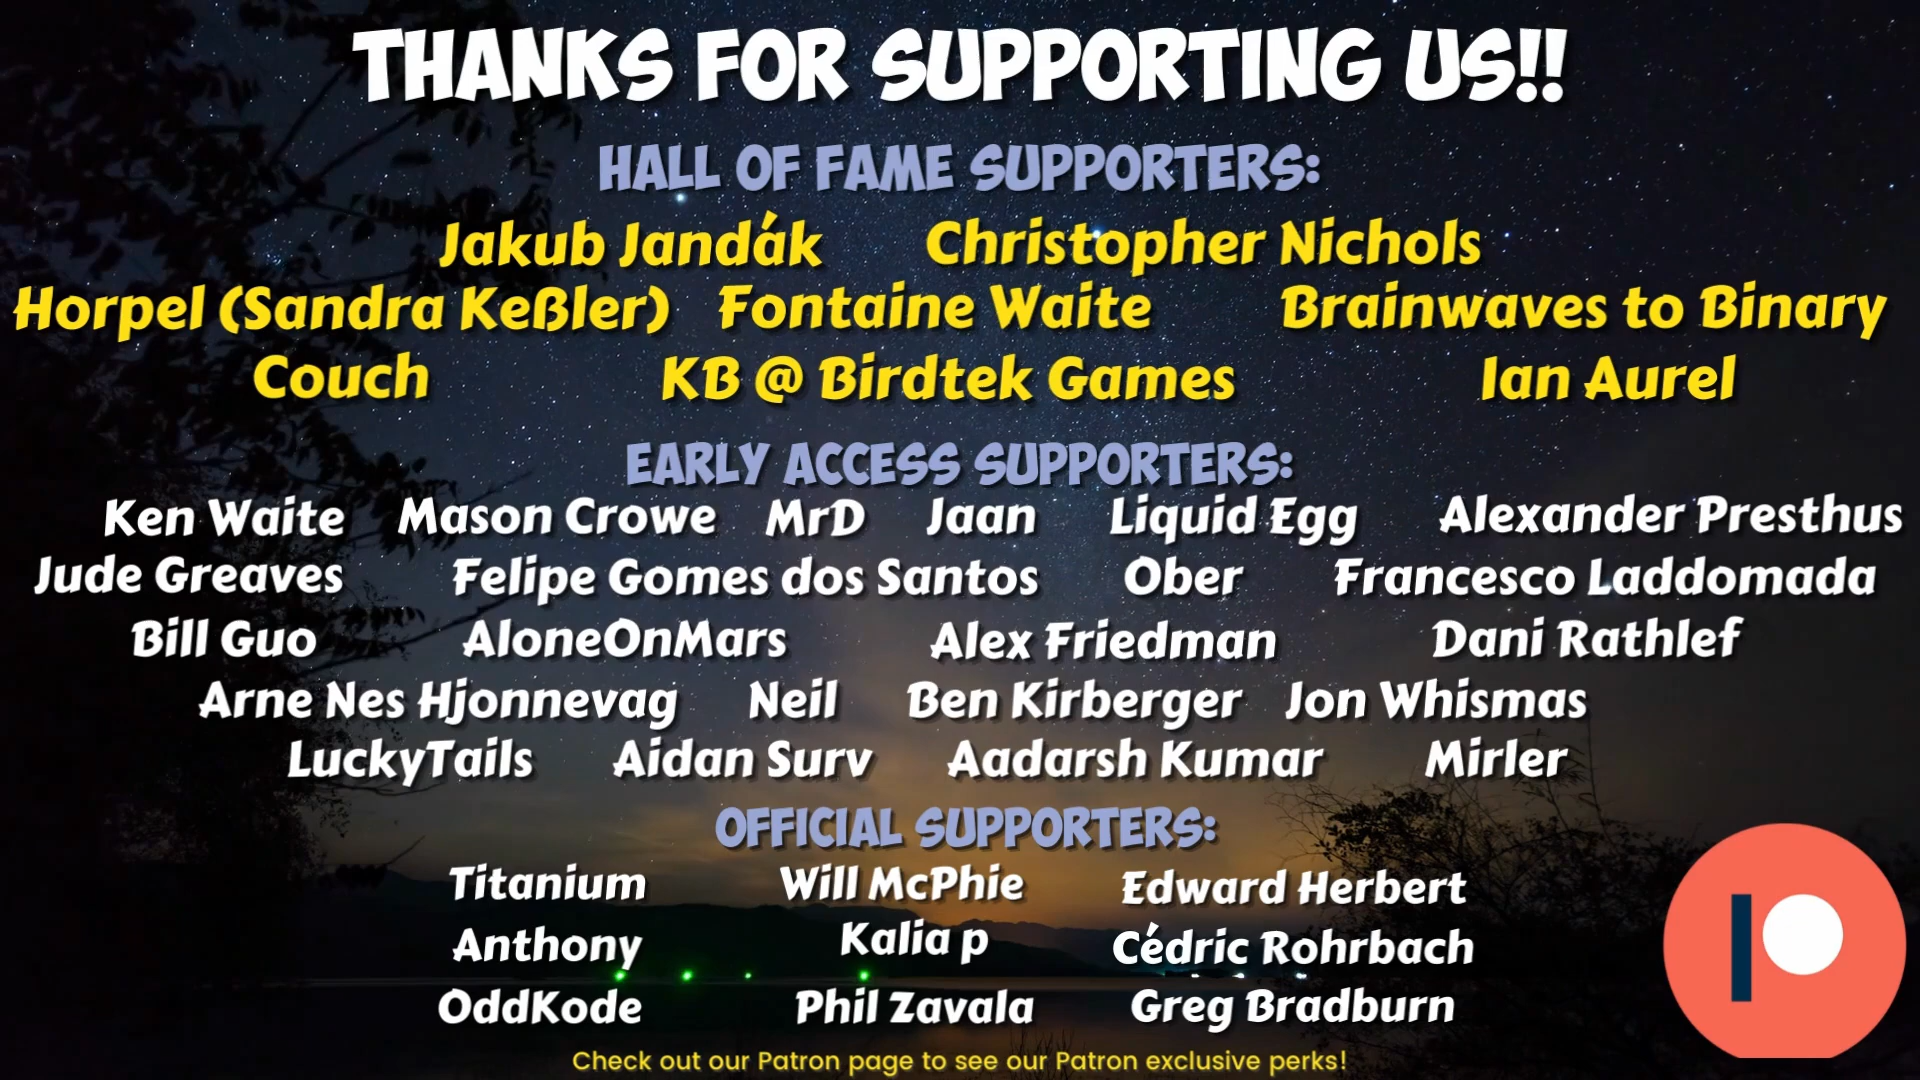 THANKS FOR SUPPORTING US!!
HALL OF FAME SUPPORTERS:
Jakub Jandák Christopher Nichols
Horpel (Sandra Keßler) Fontaine Waite Brainwaves to Binary
Couch KB @ Birdtek Games Ian Aurel
EARLY ACCESS SUPPORTERS:
Ken Waite Mason Crowe MrD Jaan Liquid Egg Alexander Presthus
Jude Greaves Felipe Gomes dos Santos Ober Francesco Laddomada
Bill Guo AloneOnMars Alex Friedman Dani Rathlef
Arne Nes Hjonnevag Neil Ben Kirberger Jon Whismas
LuckyTails Aidan Surv Aadarsh Kumar Mirler
OFFICIAL SUPPORTERS:
Titanium Will McPhie Edward Herbert
Anthony Kalia p Cédric Rohrbach
OddKode Phil Zavala Greg Bradburn
Check out our Patron page to see our Patron exclusive perks!